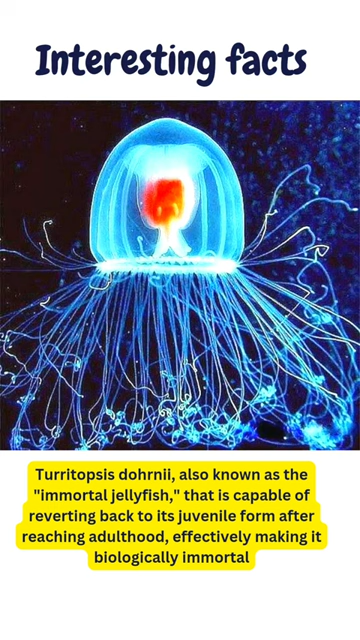 Interesting facts
Turritopsis dohrnii, also known as the
"immortal jellyfish," that is capable of
reverting back to its juvenile form after
reaching adulthood, effectively making it
biologically immortal